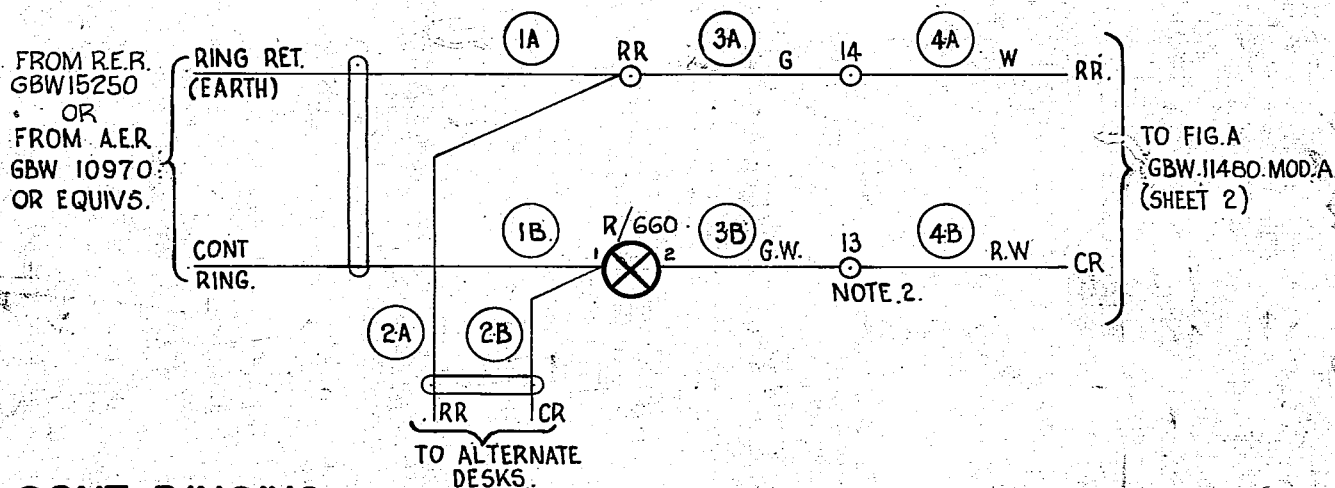 FROM R.E.R.
GBW15250
OR
FROM A.E.R.
GBW 10970
OR EQUIVS.
RING RET.
(EARTH)
1A
RR
3A
G
14
4A
W
RR.
TO FIG.A
GBW.11480.MOD.A
(SHEET 2)
CONT
RING.
1B
R/660
1
2
3B
G.W.
13
NOTE.2.
4B
R.W
CR
2A
2B
RR
CR
TO ALTERNATE
DESKS.